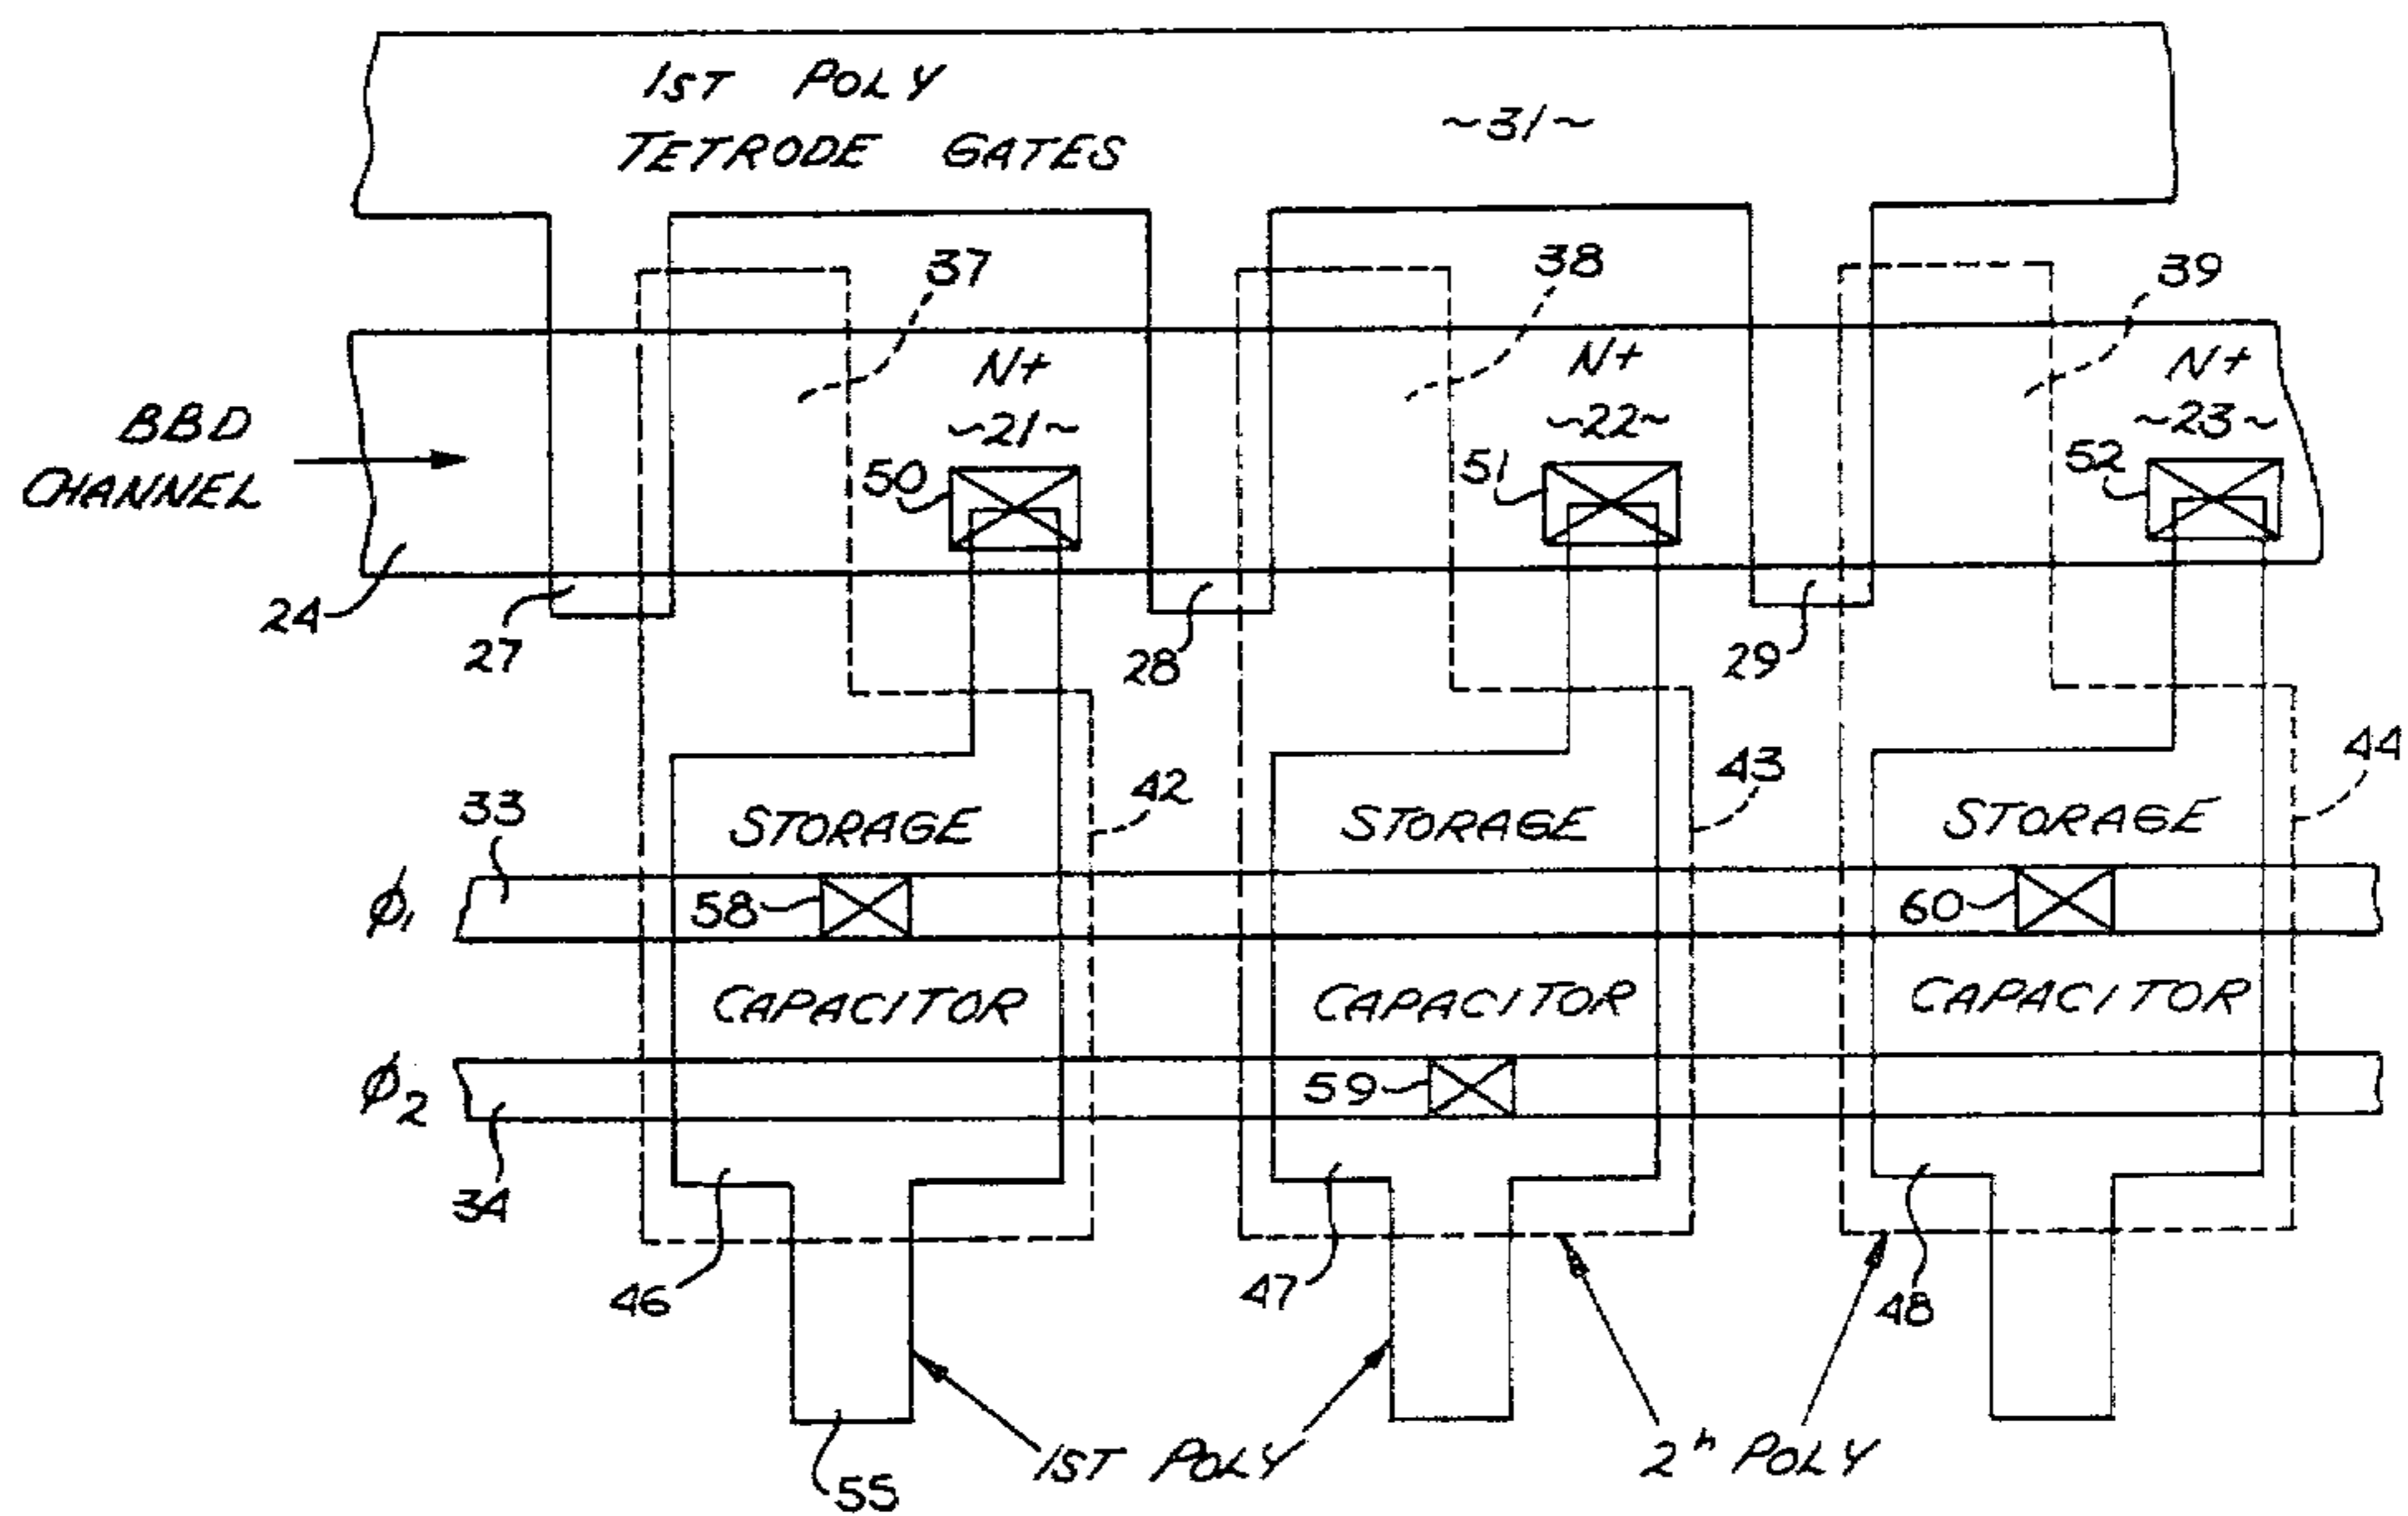 1ST POLY
TETRODE GATES
~31~
37
38
39
N+
~21~
N+
~22~
N+
~23~
BBD
CHANNEL
50
51
52
24
27
28
29
42
43
44
33
STORAGE
STORAGE
STORAGE
φ1
58
60
CAPACITOR
CAPACITOR
CAPACITOR
φ2
59
34
46
47
48
55
1ST POLY
2ⁿ POLY